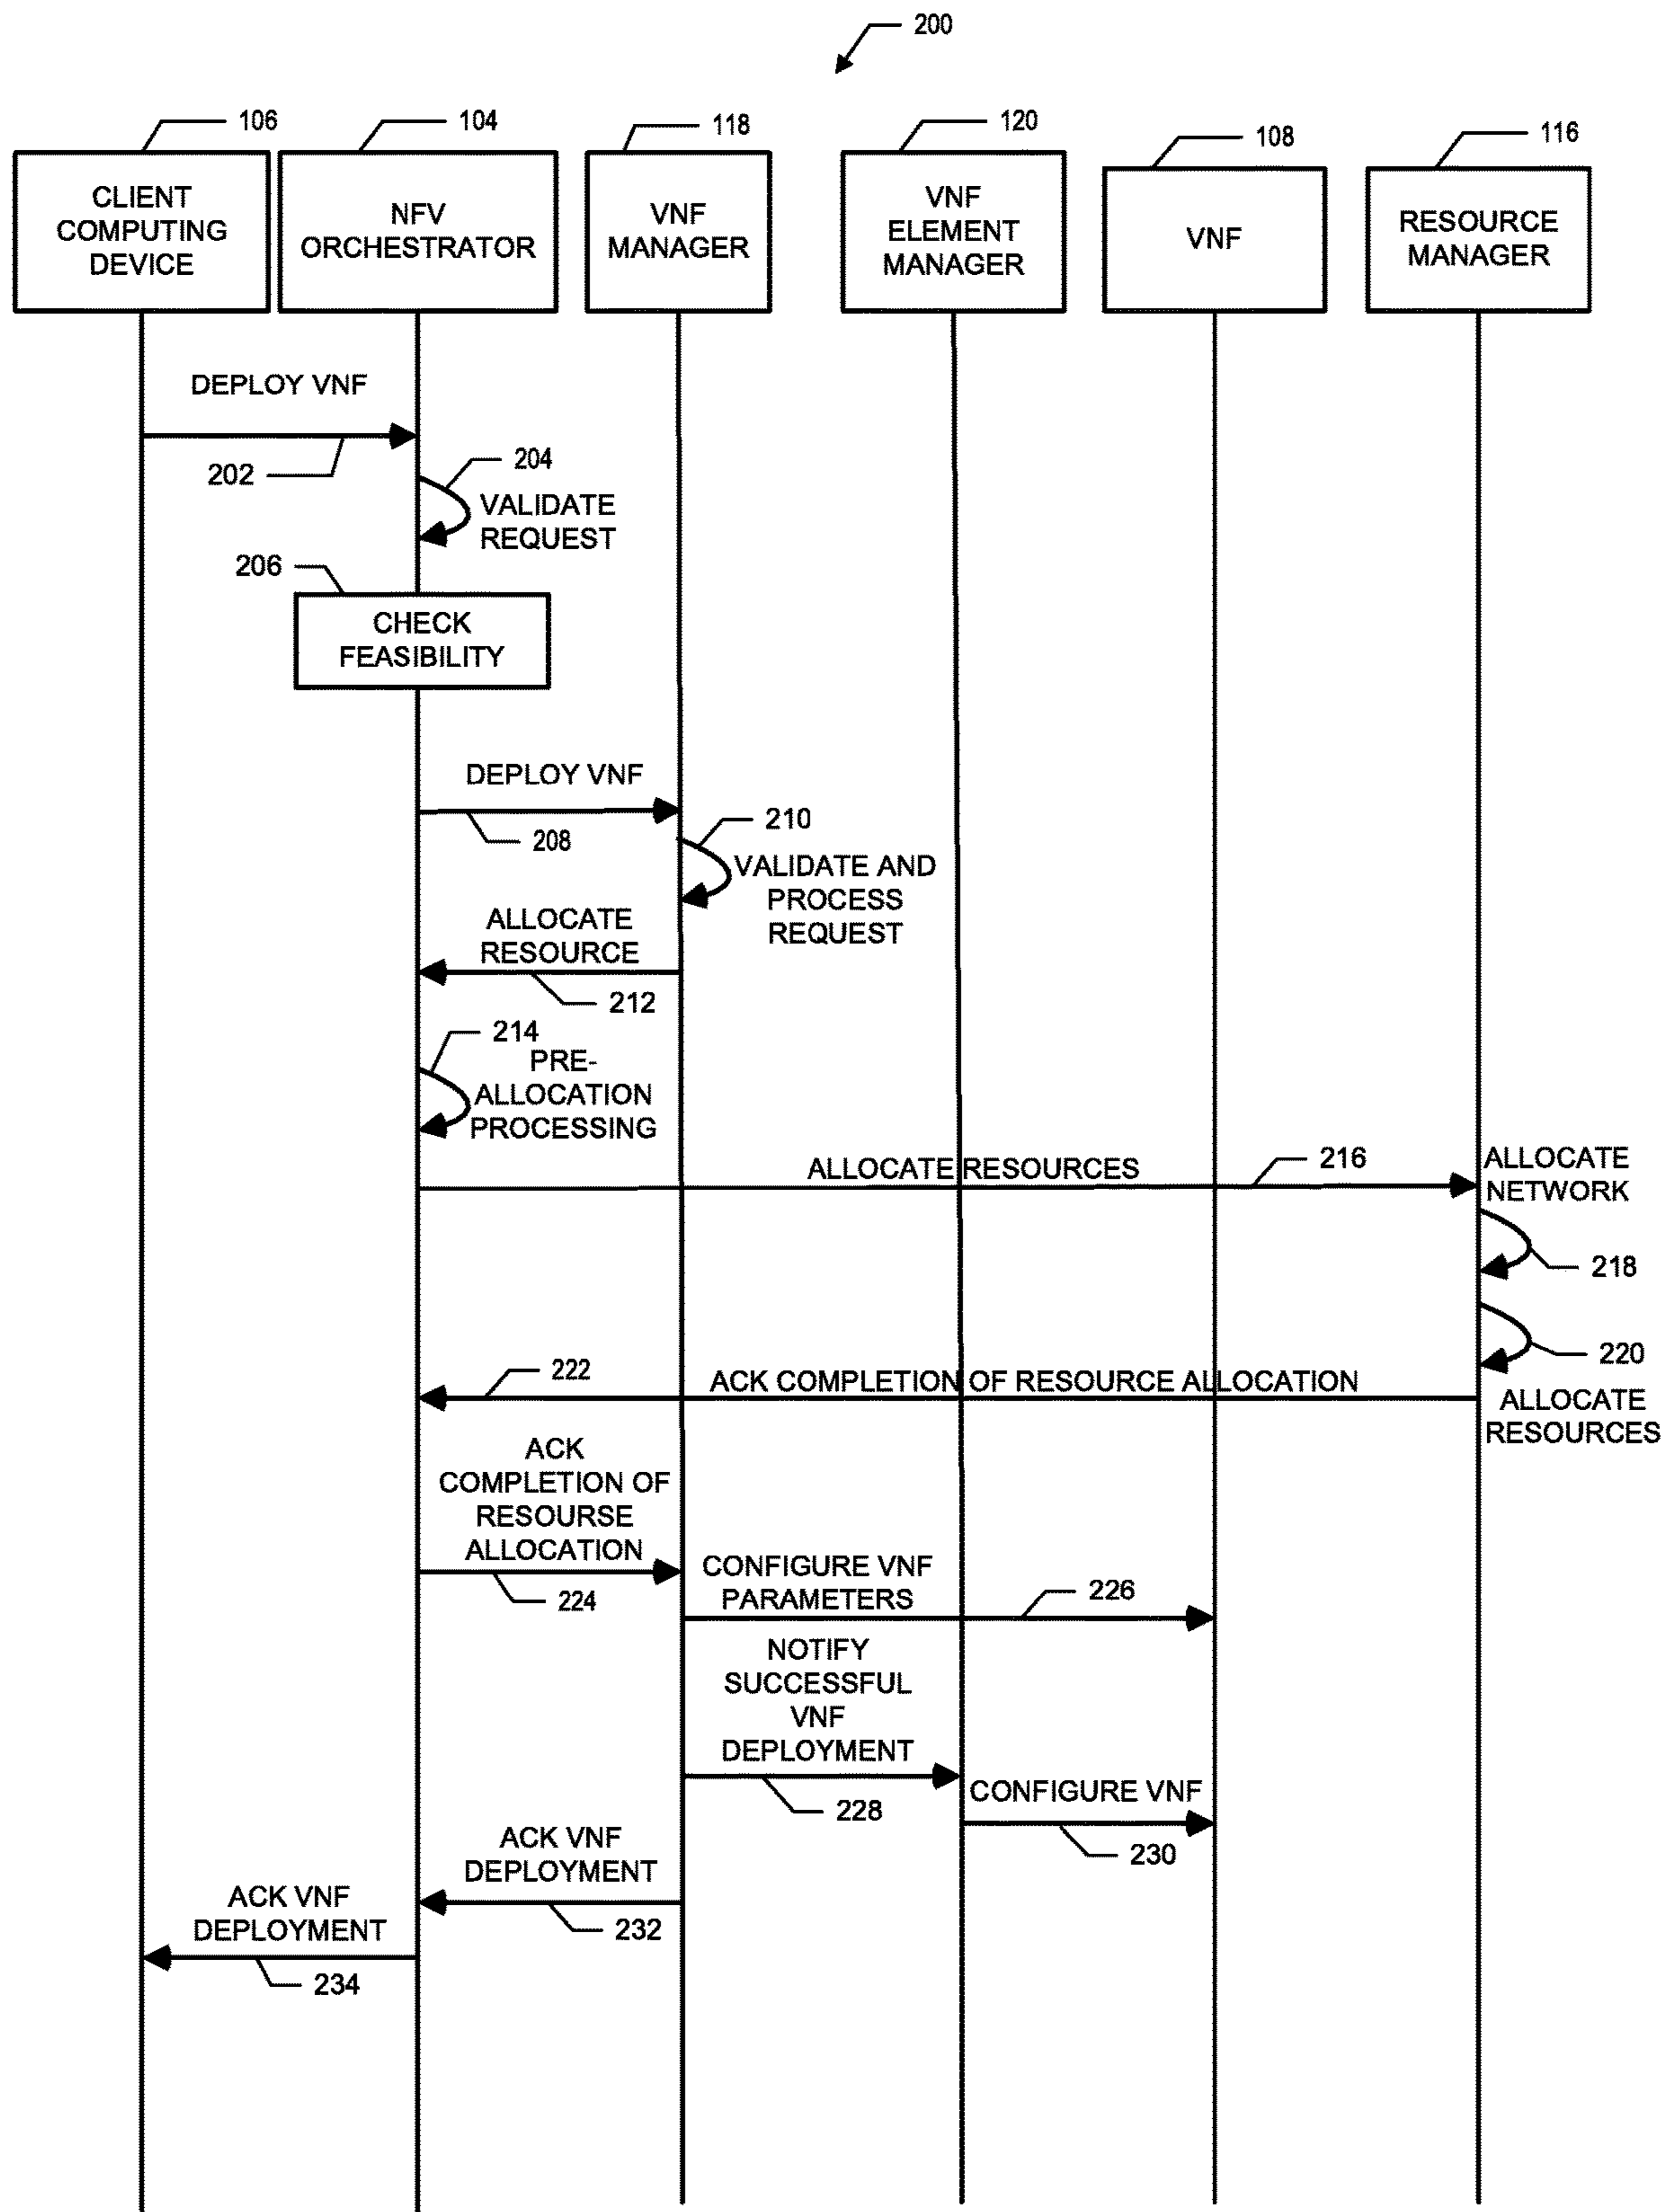 200
106
104
118
120
108
116
CLIENT
COMPUTING
DEVICE
NFV
ORCHESTRATOR
VNF
MANAGER
VNF
ELEMENT
MANAGER
VNF
RESOURCE
MANAGER
DEPLOY VNF
202
204
VALIDATE
REQUEST
206
CHECK
FEASIBILITY
DEPLOY VNF
208
210
VALIDATE AND
PROCESS
REQUEST
ALLOCATE
RESOURCE
212
214
PRE-
ALLOCATION
PROCESSING
ALLOCATE RESOURCES
216
ALLOCATE
NETWORK
218
220
ALLOCATE
RESOURCES
222
ACK COMPLETION OF RESOURCE ALLOCATION
ACK
COMPLETION OF
RESOURSE
ALLOCATION
224
CONFIGURE VNF
PARAMETERS
226
NOTIFY
SUCCESSFUL
VNF
DEPLOYMENT
228
CONFIGURE VNF
230
ACK VNF
DEPLOYMENT
232
ACK VNF
DEPLOYMENT
234